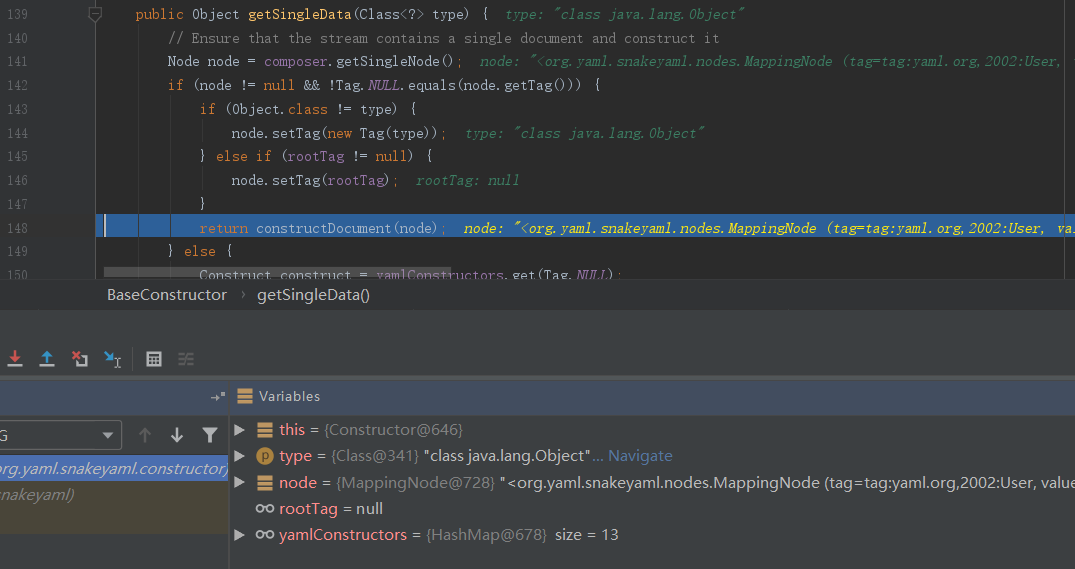 139 public Object getSingleData(Class<?> type) { type: "class java.lang.Object"
140 // Ensure that the stream contains a single document and construct it
141 Node node = composer.getSingleNode(); node: "<org.yaml.snakeyaml.nodes.MappingNode (tag=tag:yaml.org,2002:User,
142 if (node != null && !Tag.NULL.equals(node.getTag())) {
143 if (Object.class != type) {
144 node.setTag(new Tag(type)); type: "class java.lang.Object"
145 } else if (rootTag != null) {
146 node.setTag(rootTag); rootTag: null
147 }
148 return constructDocument(node); node: "<org.yaml.snakeyaml.nodes.MappingNode (tag=tag:yaml.org,2002:User, val
149 } else {
150 Construct construct = yamlConstructors.get(Tag.NULL);
BaseConstructor › getSingleData()
Variables
G
this = {Constructor@646}
type = {Class@341} "class java.lang.Object"... Navigate
org.yaml.snakeyaml.constructor)
node = {MappingNode@728} "<org.yaml.snakeyaml.nodes.MappingNode (tag=tag:yaml.org,2002:User, value
snakeyaml)
rootTag = null
yamlConstructors = {HashMap@678} size = 13